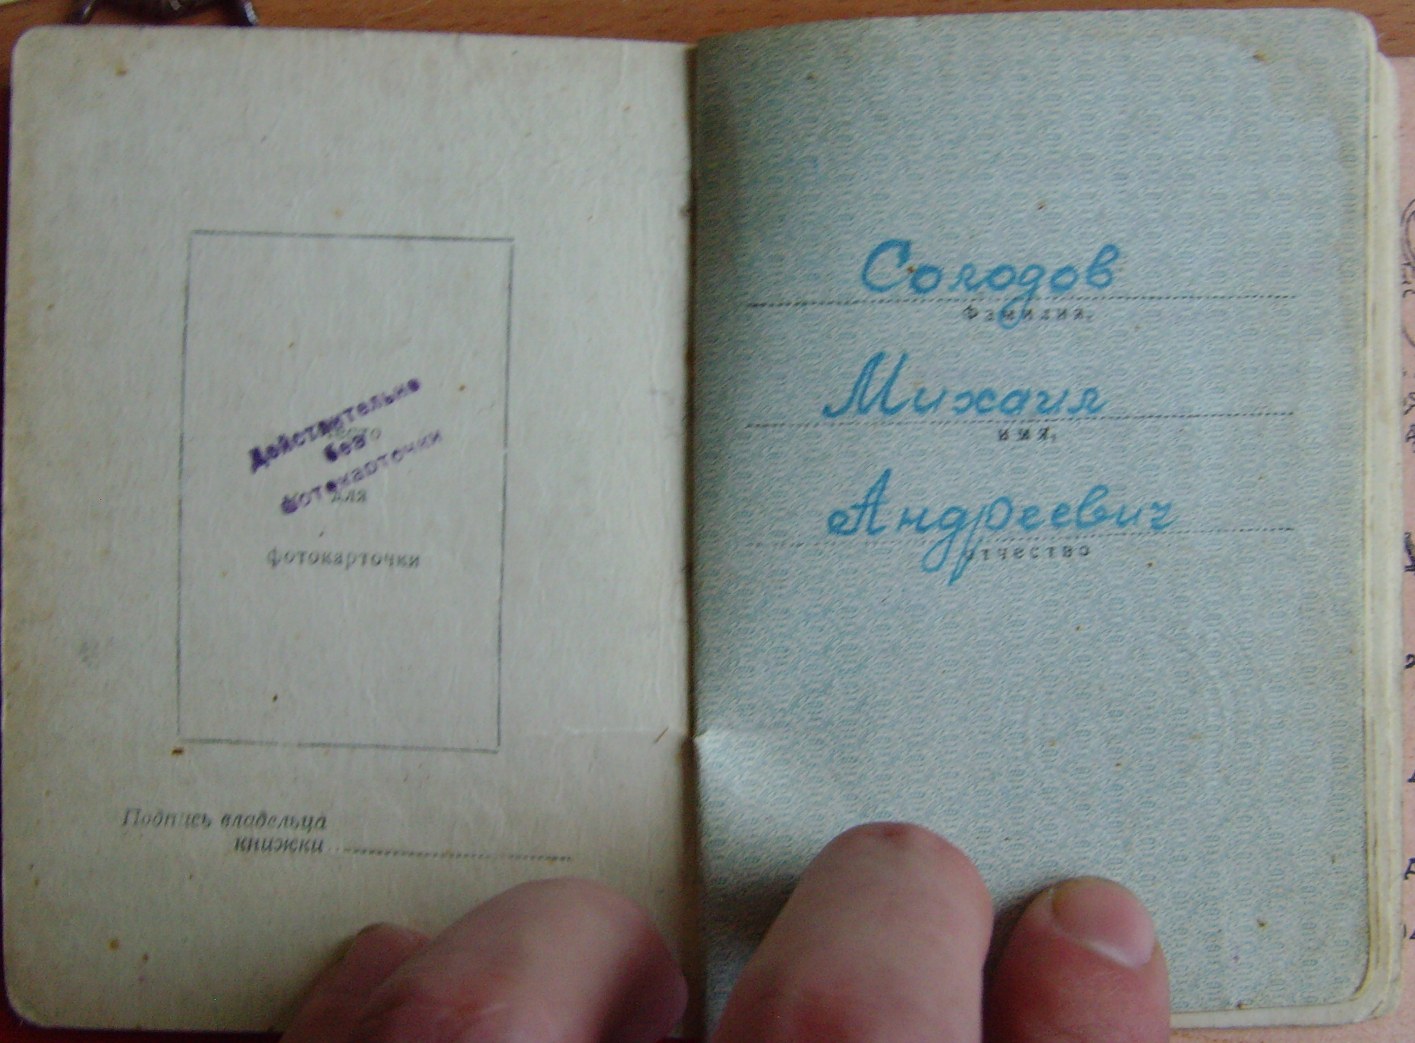 Действительно
без
фотокарточки
Место
для
фотокарточки
Подпись владельца
книжки
Солодов
Фамилия,
Михаил
имя,
Андреевич
отчество